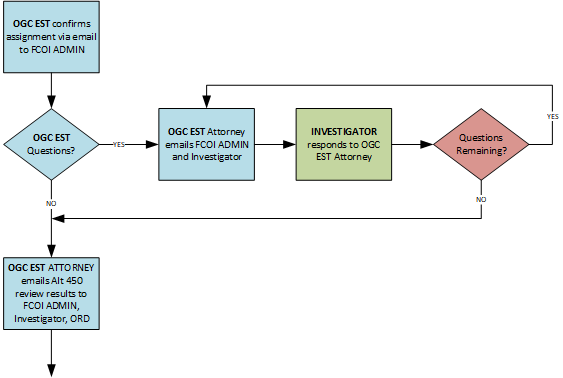 OGC EST confirms
assignment via email
to FCOI ADMIN
OGC EST
Questions?
YES
OGC EST Attorney
emails FCOI ADMIN
and Investigator
INVESTIGATOR
responds to OGC
EST Attorney
Questions
Remaining?
YES
NO
NO
OGC EST ATTORNEY
emails Alt 450
review results to
FCOI ADMIN,
Investigator, ORD